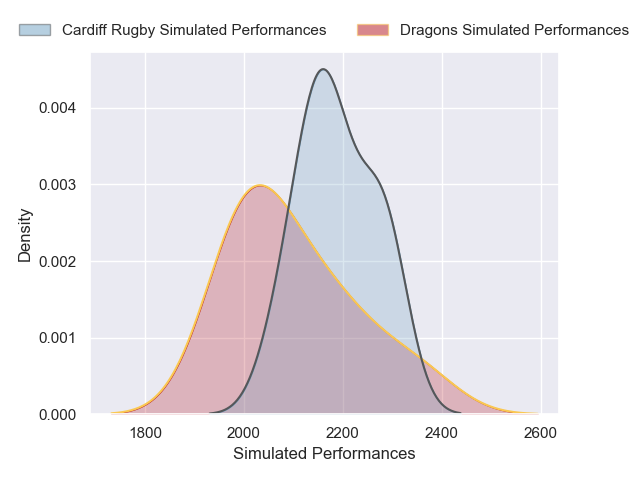 Cardiff Rugby Simulated Performances Dragons Simulated Performances
0.004
0.003
0.002
0.001
0.000
Density
1800 2000 2200 2400 2600
Simulated Performances